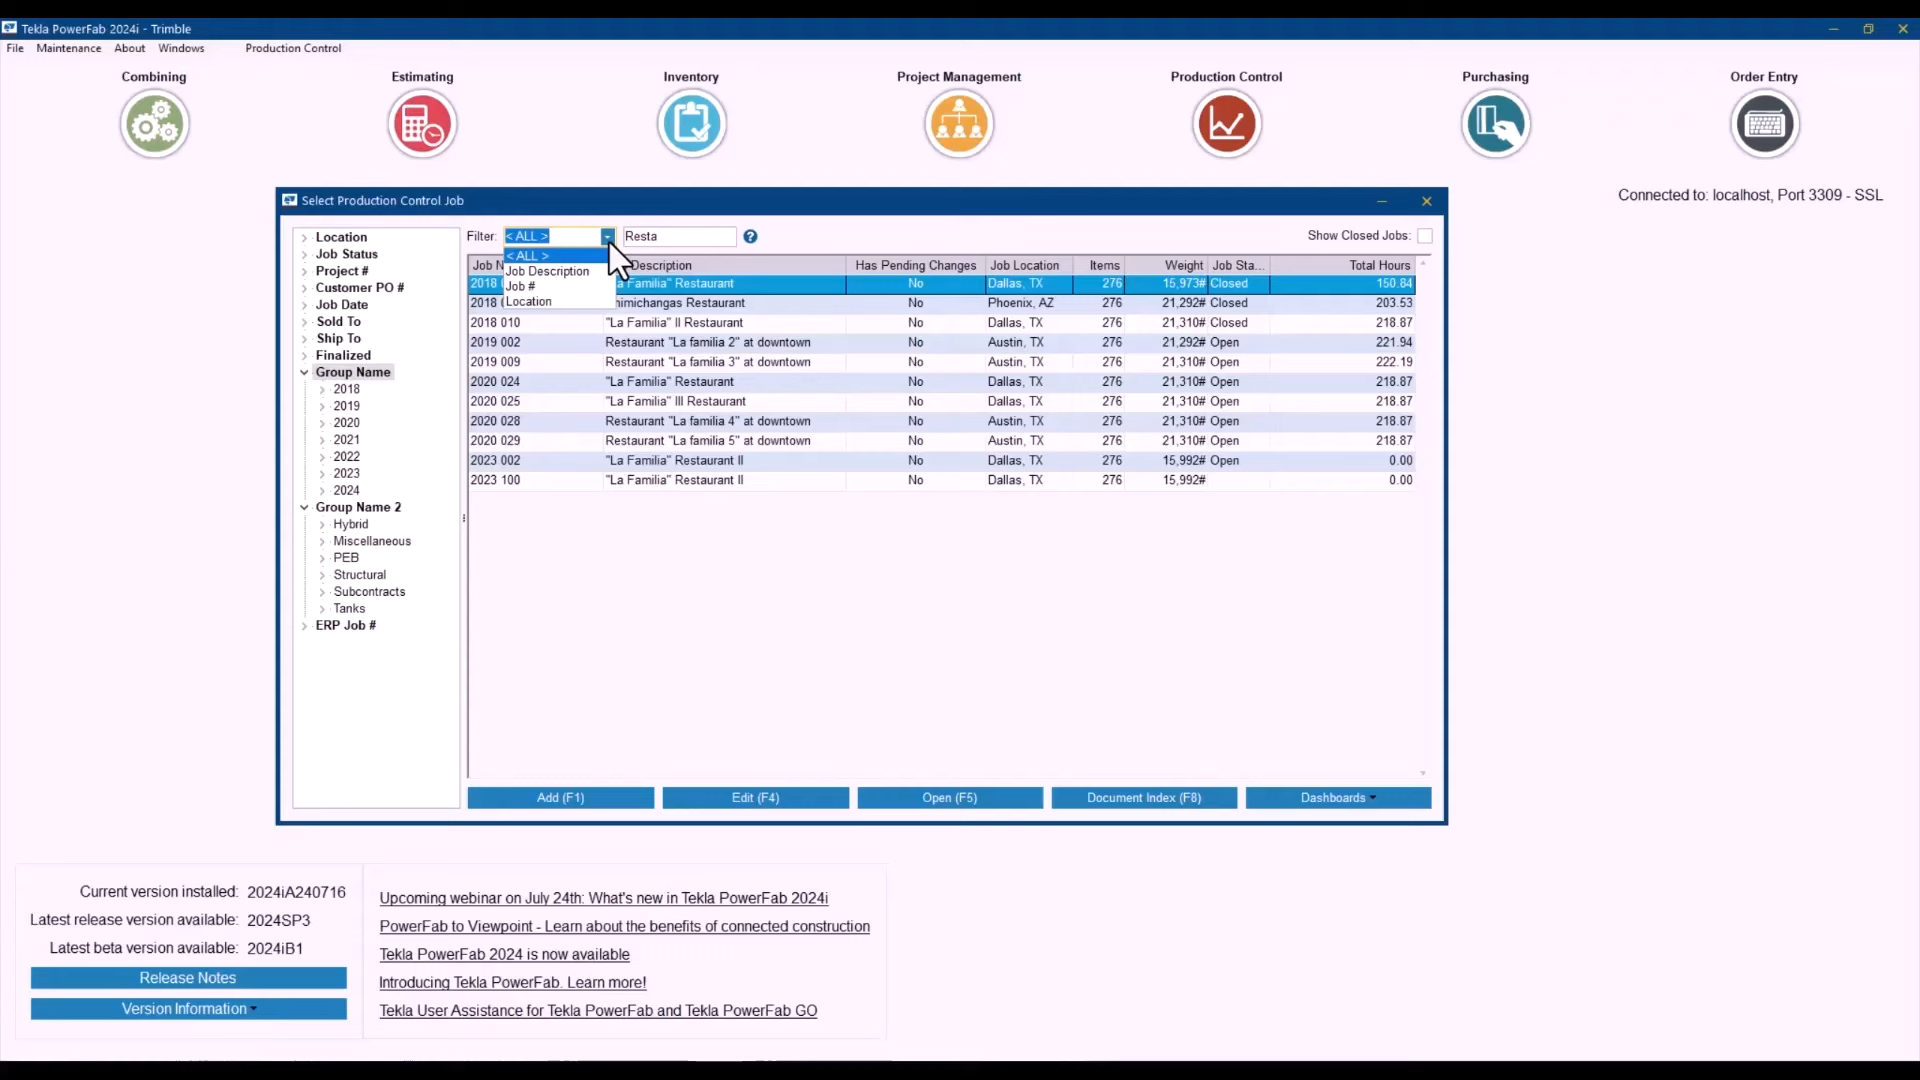 Tekla PowerFab 2024i - Trimble
File Maintenance About Windows Production Control
Combining Estimating Inventory Project Management Production Control Purchasing Order Entry
Connected to: localhost, Port 3309 - SSL
Select Production Control Job
Filter: < ALL > Resta Show Closed Jobs:
< ALL >
Job Description
Job #
Location
Location
Job Status
Project #
Customer PO #
Job Date
Sold To
Ship To
Finalized
Group Name
2018
2019
2020
2021
2022
2023
2024
Group Name 2
Hybrid
Miscellaneous
PEB
Structural
Subcontracts
Tanks
ERP Job #
Job Description Has Pending Changes Job Location Items Weight Job Sta... Total Hours
2018 Familia" Restaurant No Dallas, TX 276 15,973# Closed 150.84
2018 Restaurant No Phoenix, AZ 276 21,292# Closed 203.53
2018 010 "La Familia" II Restaurant No Dallas, TX 276 21,310# Closed 218.87
2019 002 Restaurant "La familia 2" at downtown No Austin, TX 276 21,292# Open 221.94
2019 009 Restaurant "La familia 3" at downtown No Austin, TX 276 21,310# Open 222.19
2020 024 "La Familia" Restaurant No Dallas, TX 276 21,310# Open 218.87
2020 025 "La Familia" III Restaurant No Dallas, TX 276 21,310# Open 218.87
2020 028 Restaurant "La familia 4" at downtown No Austin, TX 276 21,310# Open 218.87
2020 029 Restaurant "La familia 5" at downtown No Austin, TX 276 21,310# Open 218.87
2023 002 "La Familia" Restaurant II No Dallas, TX 276 15,992# Open 0.00
2023 100 "La Familia" Restaurant II No Dallas, TX 276 15,992# 0.00
Add (F1) Edit (F4) Open (F5) Document Index (F8) Dashboards
Current version installed: 2024iA240716
Latest release version available: 2024SP3
Latest beta version available: 2024iB1
Release Notes
Version Information
Upcoming webinar on July 24th: What's new in Tekla PowerFab 2024i
PowerFab to Viewpoint - Learn about the benefits of connected construction
Tekla PowerFab 2024 is now available
Introducing Tekla PowerFab. Learn more!
Tekla User Assistance for Tekla PowerFab and Tekla PowerFab GO